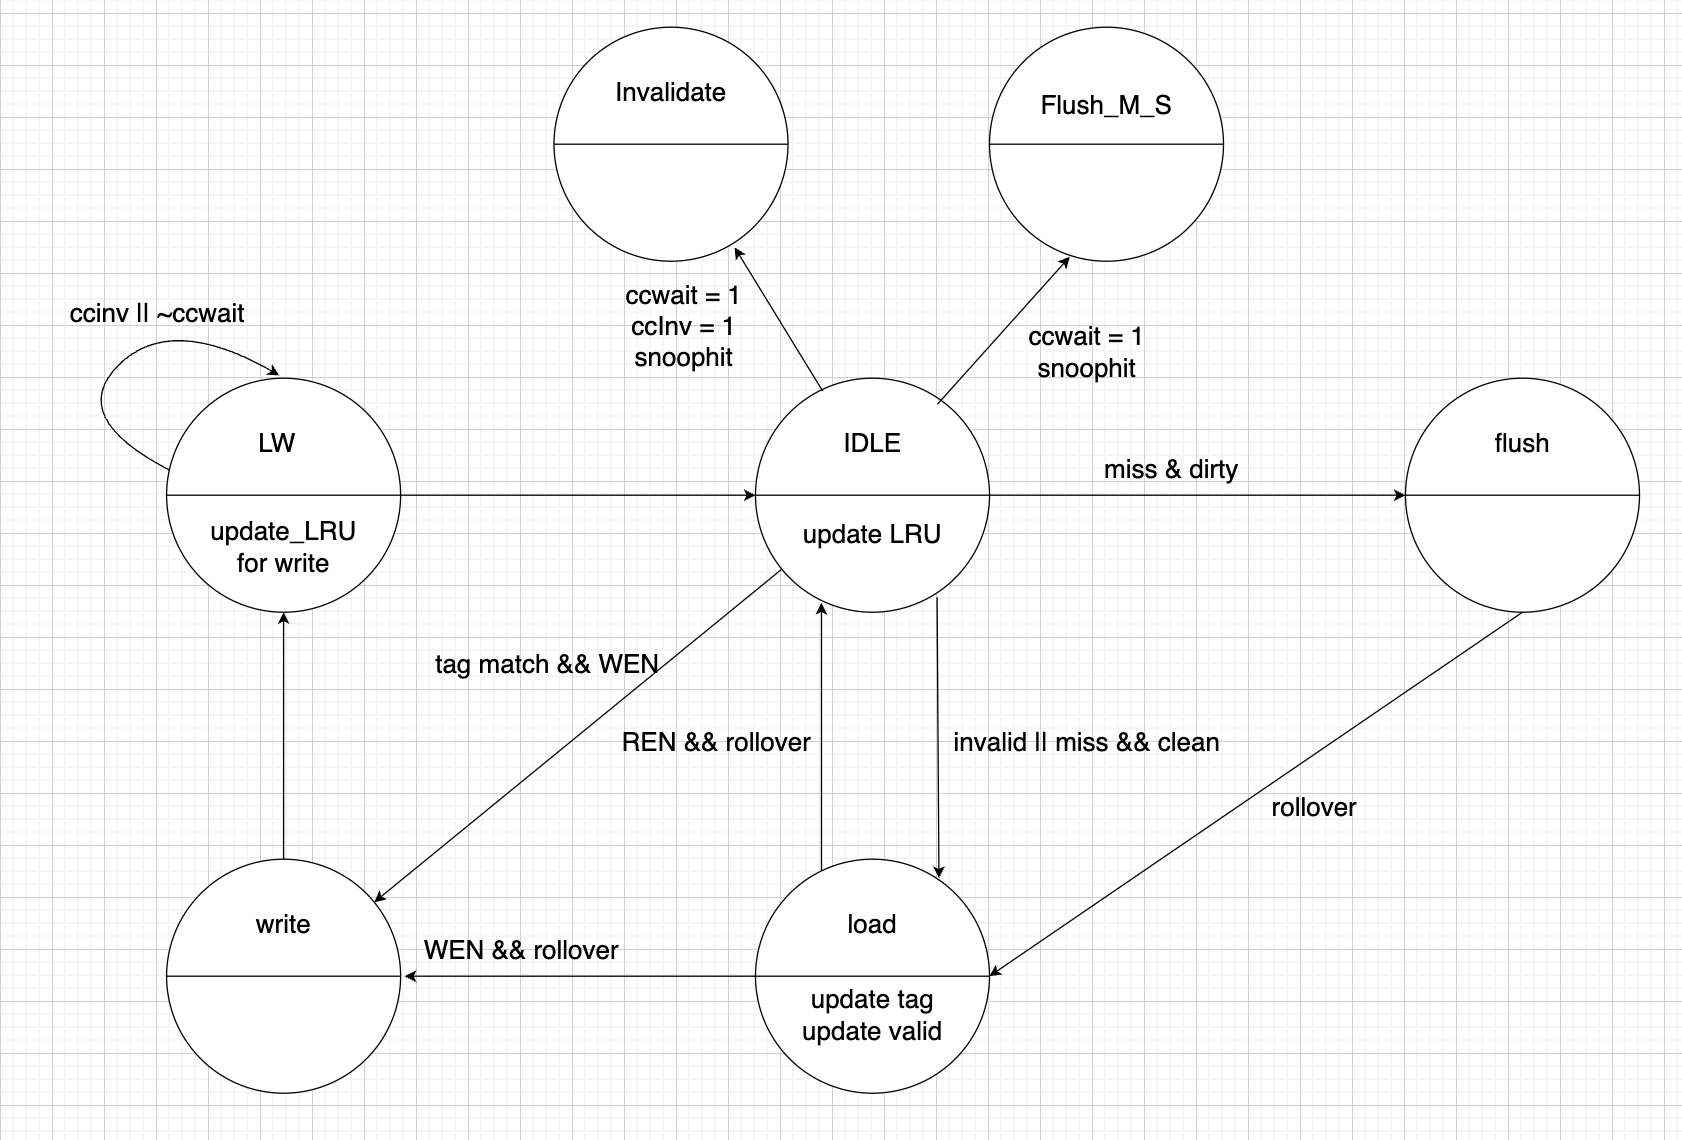 Invalidate
Flush_M_S
ccinv || ~ccwait
ccwait = 1
ccInv = 1
snoophit
ccwait = 1
snoophit
LW
update_LRU
for write
IDLE
update LRU
miss & dirty
flush
tag match && WEN
REN && rollover
invalid || miss && clean
rollover
write
WEN && rollover
load
update tag
update valid